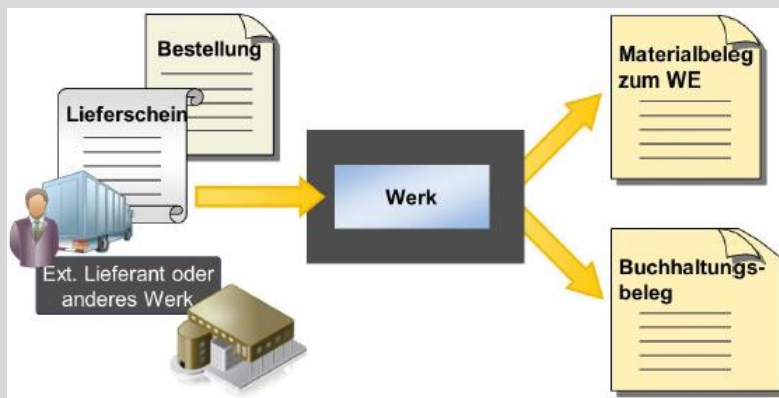 Bestellung
Lieferschein
Ext. Lieferant oder
anderes Werk
Werk
Materialbeleg
zum WE
Buchhaltungs-
beleg